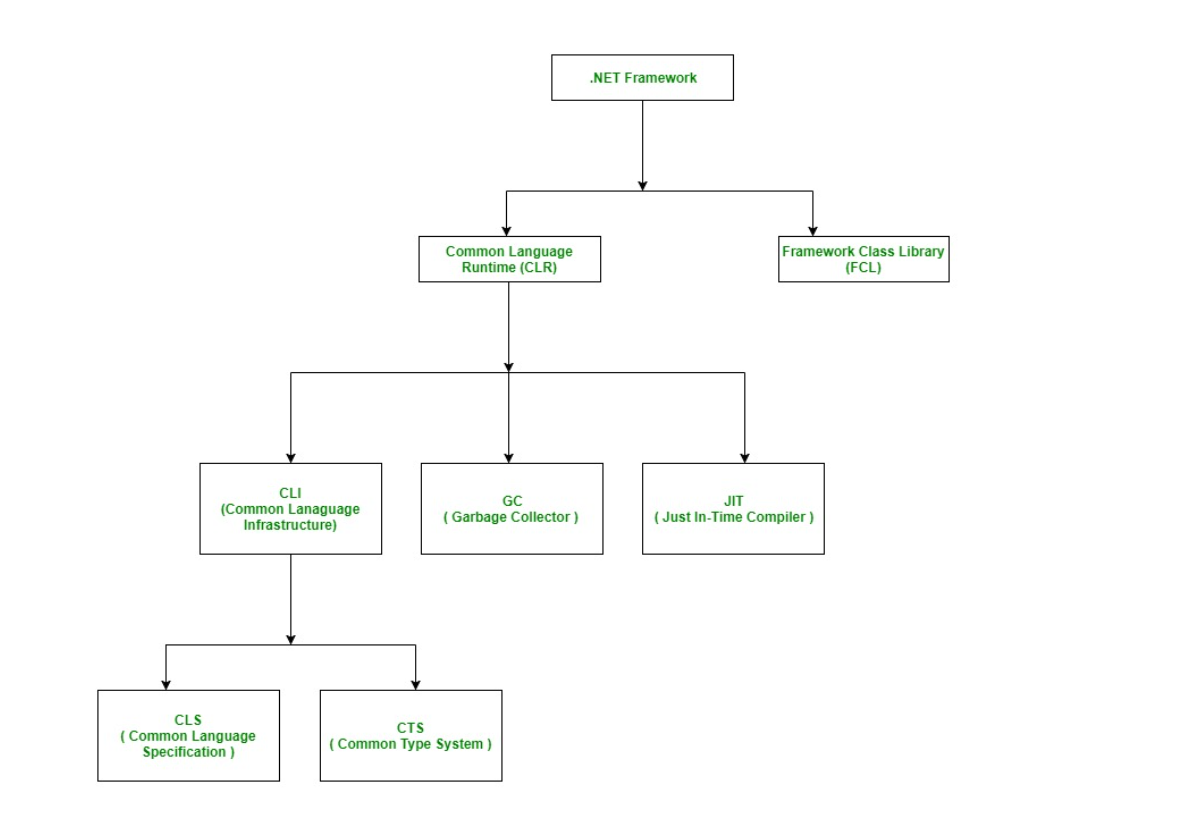 .NET Framework
Common Language
Runtime (CLR)
Framework Class Library
(FCL)
CLI
(Common Lanaguage
Infrastructure)
GC
( Garbage Collector )
JIT
( Just In-Time Compiler )
CLS
( Common Language
Specification )
CTS
( Common Type System )